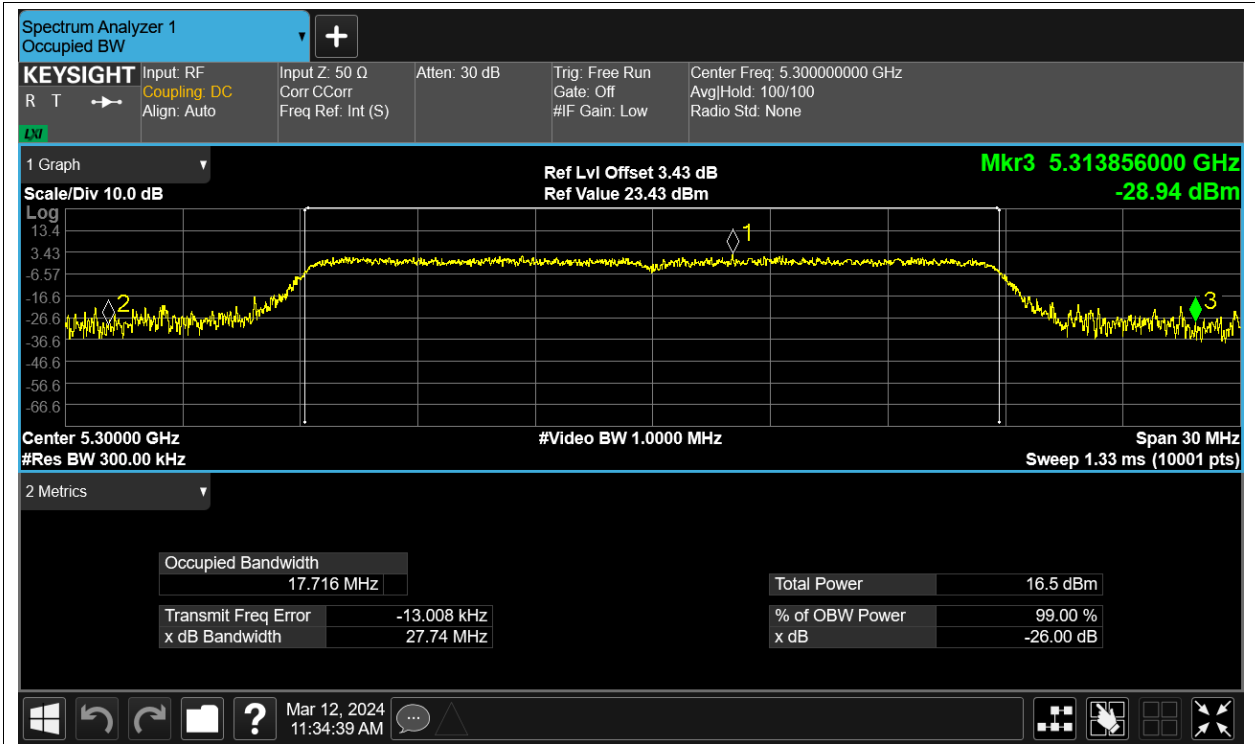 Spectrum Analyzer 1
Occupied BW
+
KEYSIGHT
R T
LXI
Input: RF
Coupling: DC
Align: Auto
Input Z: 50 Ω
Corr CCorr
Freq Ref: Int (S)
Atten: 30 dB
Trig: Free Run
Gate: Off
#IF Gain: Low
Center Freq: 5.300000000 GHz
Avg|Hold: 100/100
Radio Std: None
1 Graph
Scale/Div 10.0 dB
Ref Lvl Offset 3.43 dB
Ref Value 23.43 dBm
Mkr3 5.313856000 GHz
-28.94 dBm
Log
13.4
3.43
-6.57
-16.6
-26.6
-36.6
-46.6
-56.6
-66.6
1
2
3
Center 5.30000 GHz
#Video BW 1.0000 MHz
Span 30 MHz
#Res BW 300.00 kHz
Sweep 1.33 ms (10001 pts)
2 Metrics
Occupied Bandwidth
17.716 MHz
Total Power 16.5 dBm
Transmit Freq Error -13.008 kHz
% of OBW Power 99.00 %
x dB Bandwidth 27.74 MHz
x dB -26.00 dB
?
Mar 12, 2024
11:34:39 AM